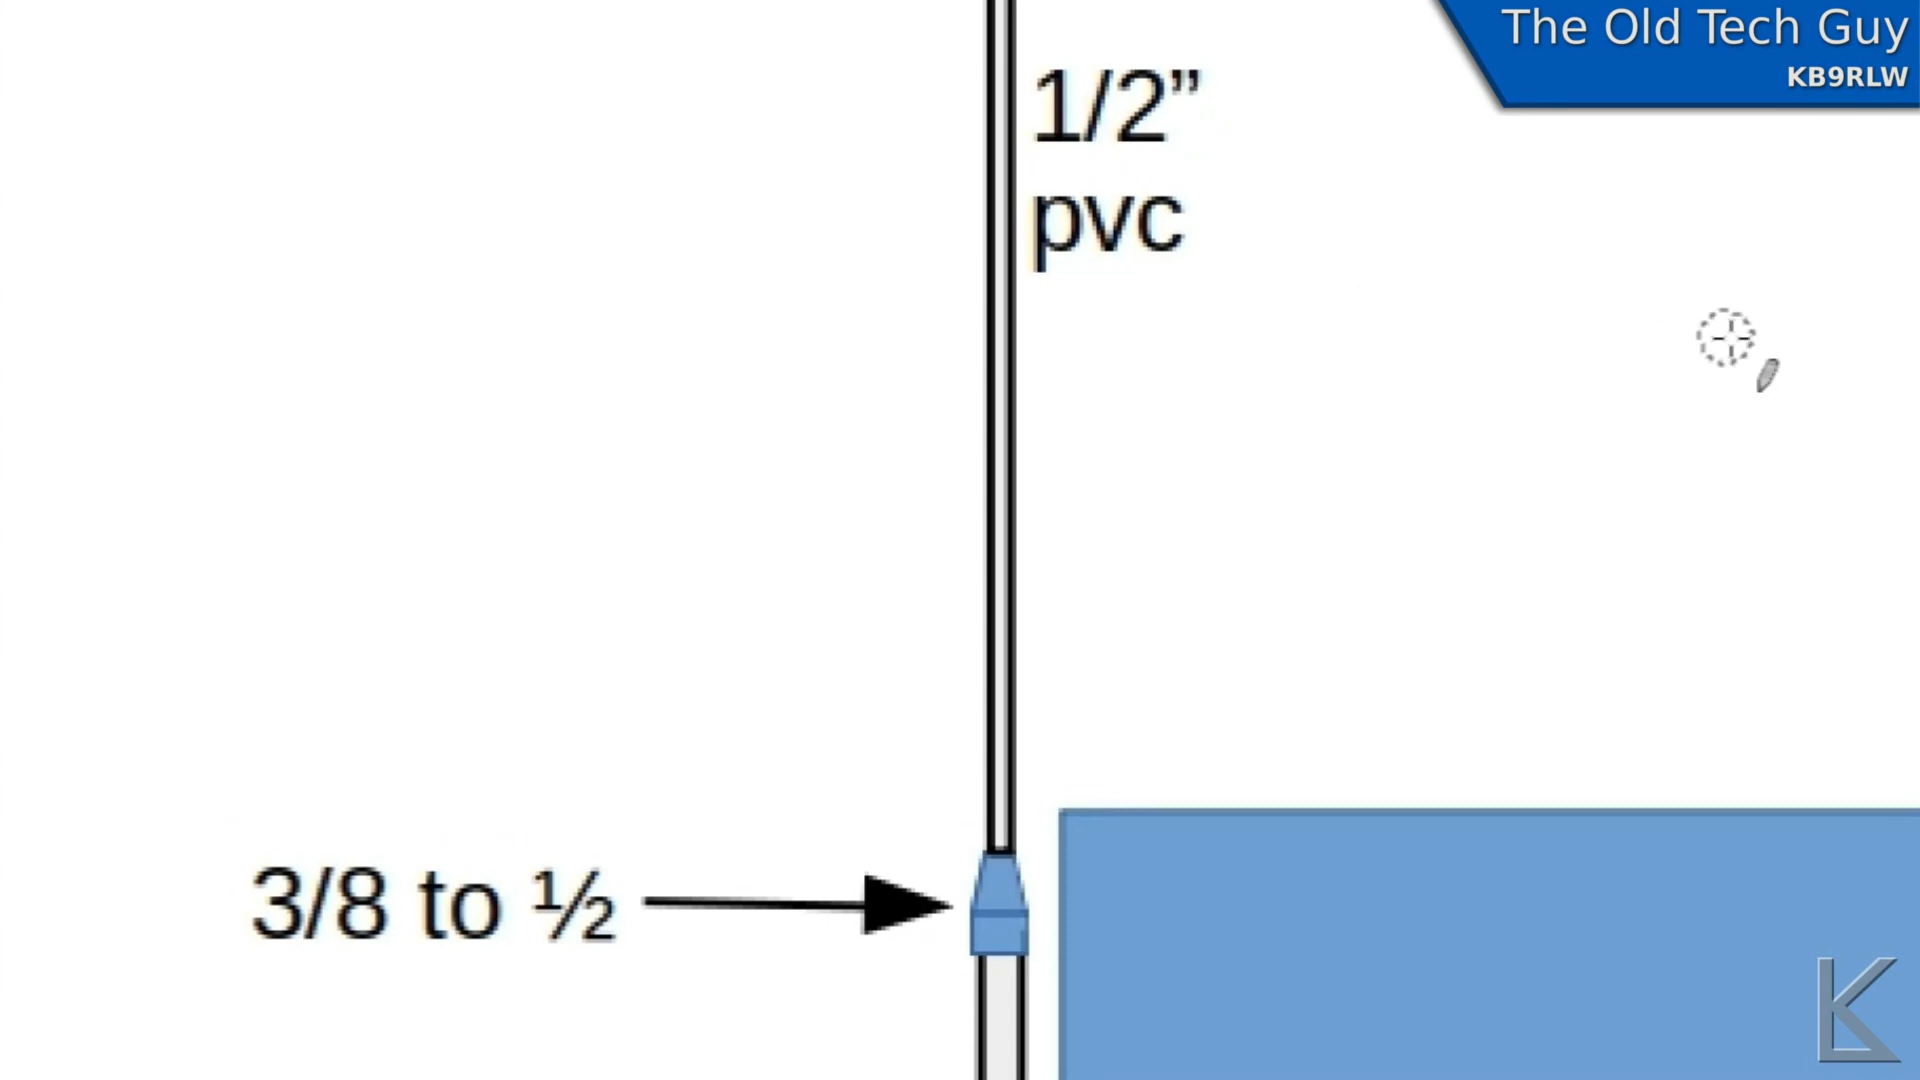 The Old Tech Guy
KB9RLW
1/2”
pvc
3/8 to ½
K